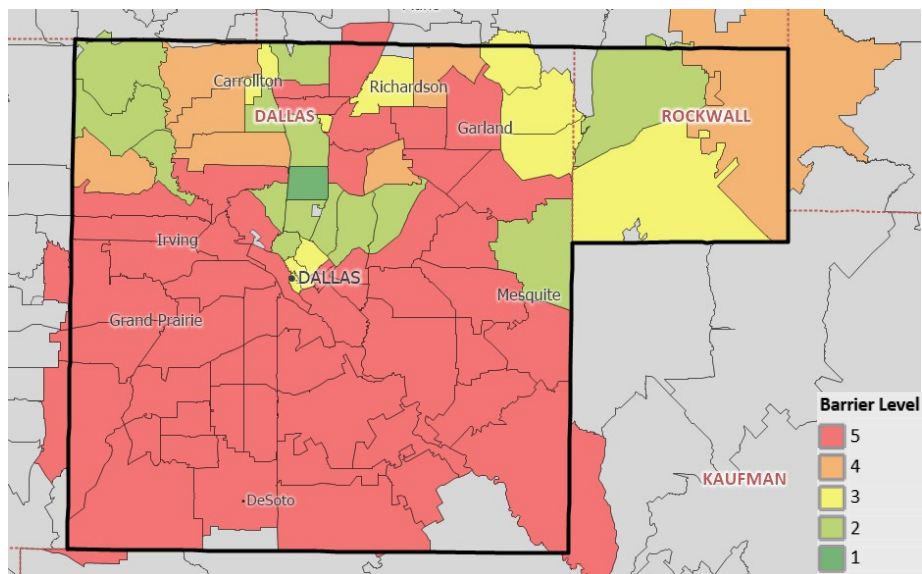 Carrollton
Richardson
DALLAS
ROCKWALL
Garland
Irving
DALLAS
Mesquite
Grand Prairie
Barrier Level
5
4
3
2
1
KAUFMAN
DeSoto